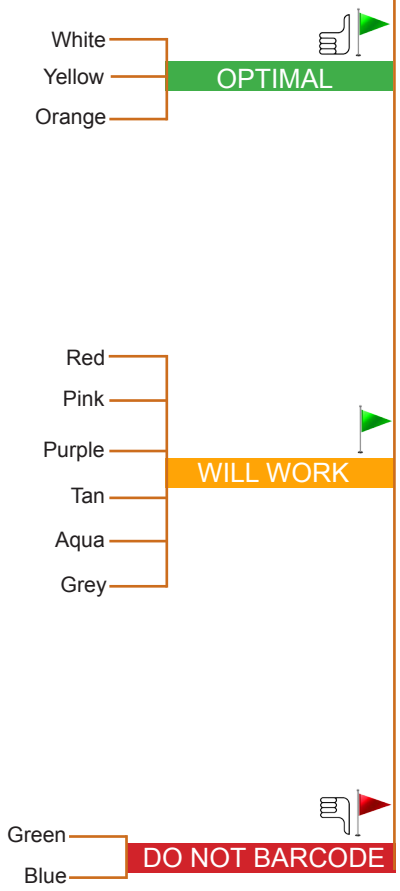 White
Yellow
OPTIMAL
Orange
Red
Pink
Purple
WILL WORK
Tan
Aqua
Grey
Green
DO NOT BARCODE
Blue